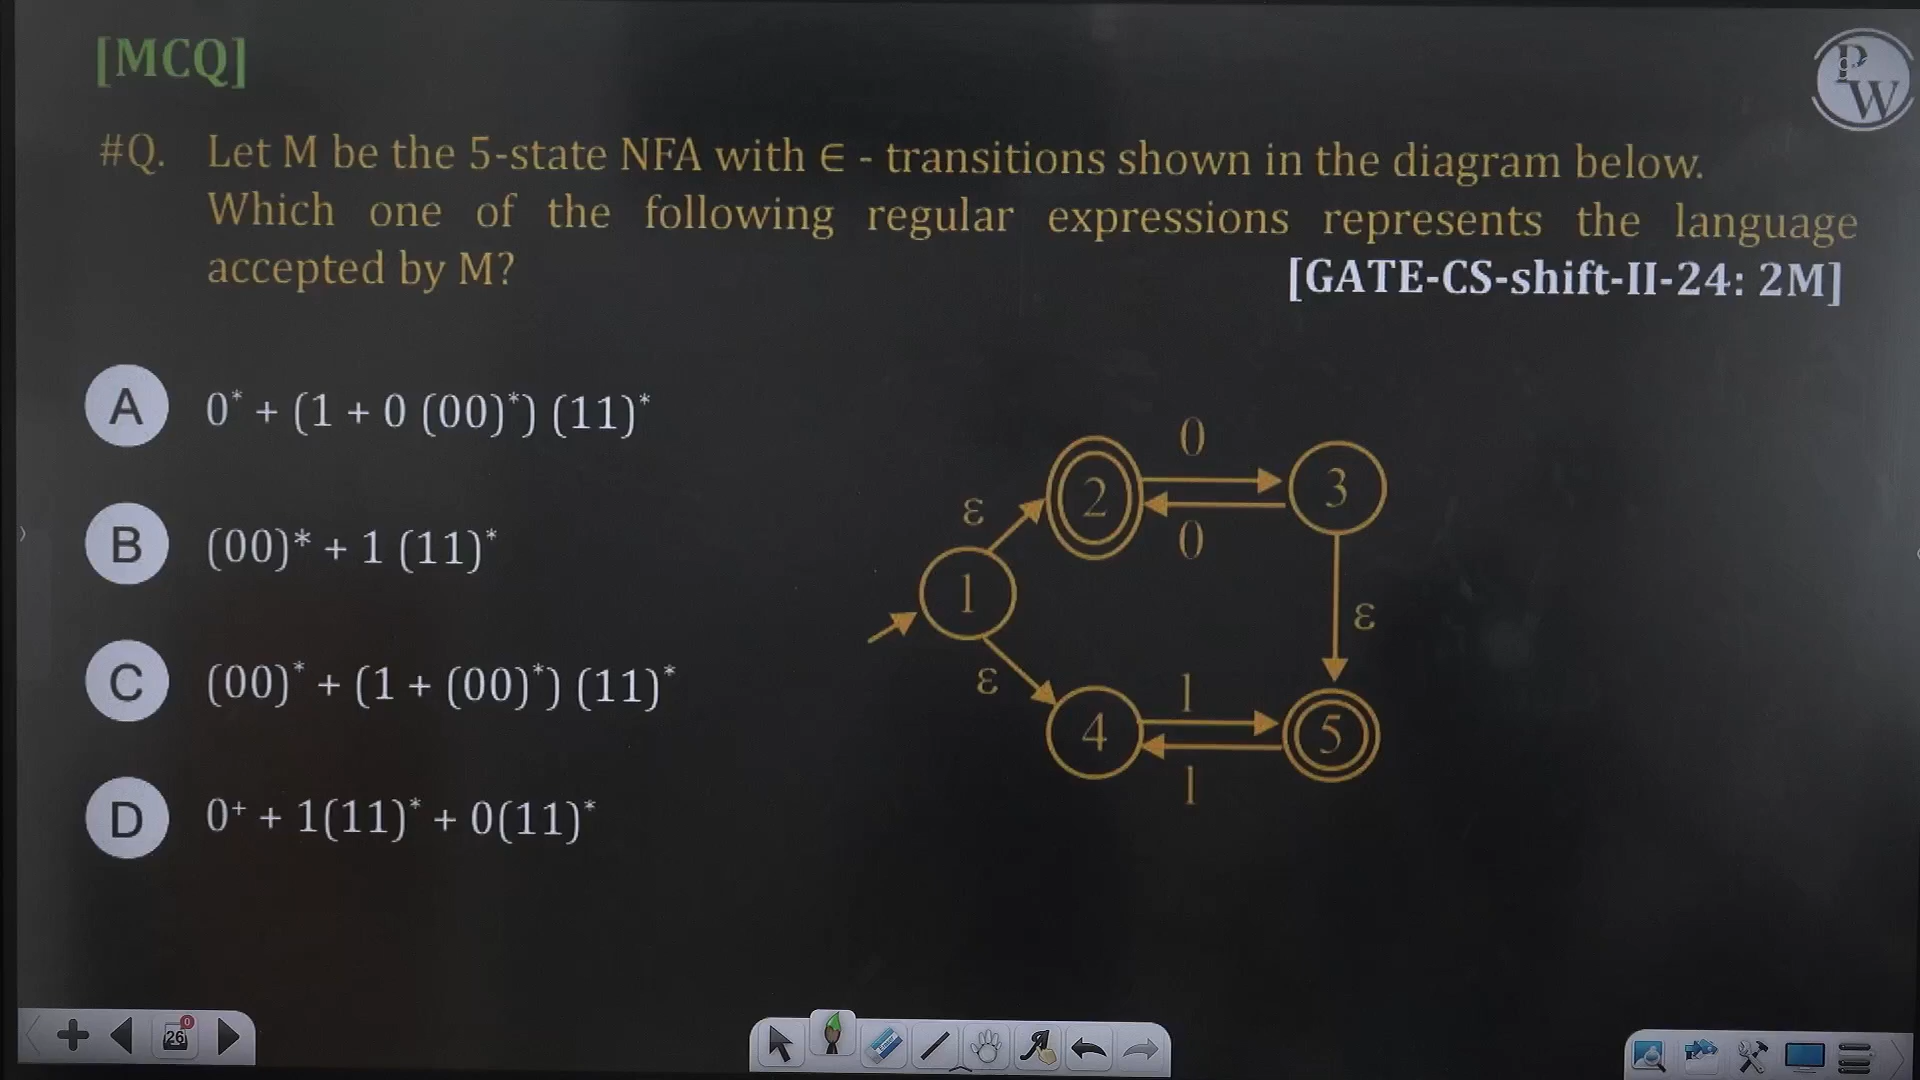 [MCQ]
PW
#Q. Let M be the 5-state NFA with ∈ - transitions shown in the diagram below.
Which one of the following regular expressions represents the language
accepted by M?
[GATE-CS-shift-II-24: 2M]
A 0* + (1 + 0 (00)*) (11)*
B (00)* + 1 (11)*
C (00)* + (1 + (00)*) (11)*
D 0⁺ + 1(11)* + 0(11)*
0
2
3
ε
0
1
ε
ε
1
4
5
1
26
0